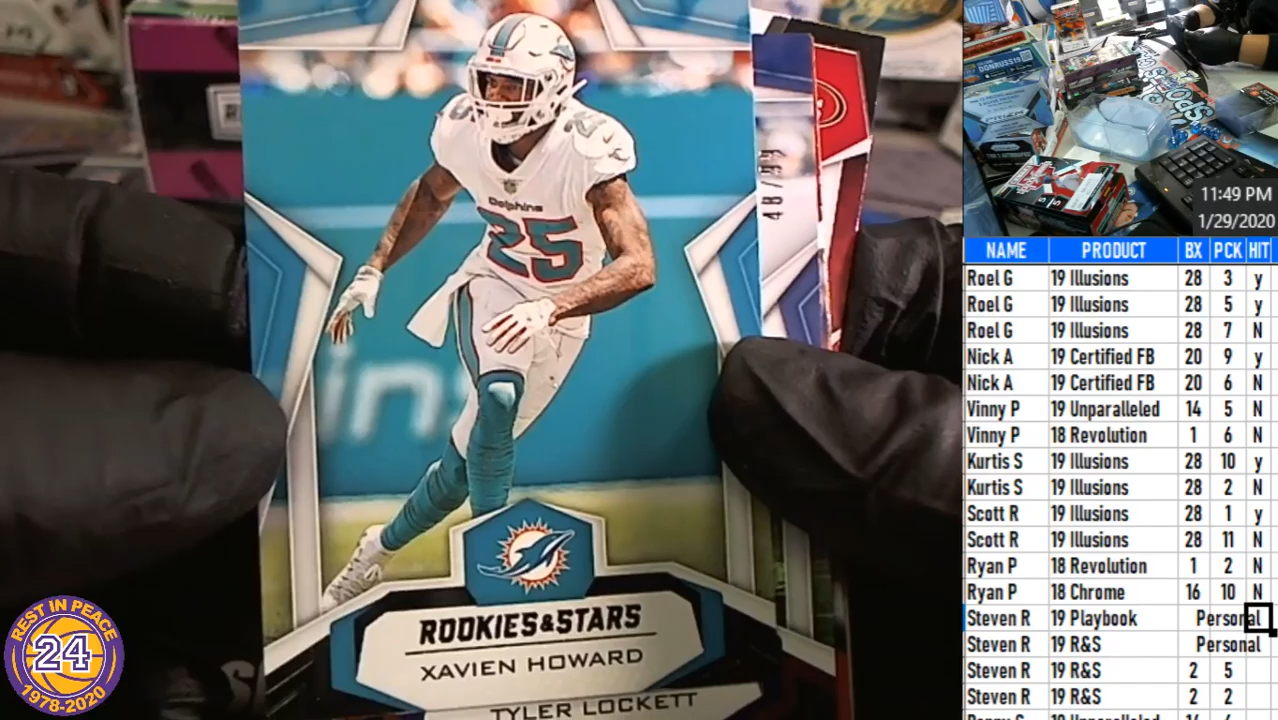 Dolphins
25
25
48/99
ins
ROOKIES & STARS
XAVIEN HOWARD
TYLER LOCKETT
REST IN PEACE
24
1978-2020
DONRUSS19
11:49 PM
1/29/2020
NAME PRODUCT BX PCK HIT
Roel G 19 Illusions 28 3 y
Roel G 19 Illusions 28 5 y
Roel G 19 Illusions 28 7 N
Nick A 19 Certified FB 20 9 y
Nick A 19 Certified FB 20 6 N
Vinny P 19 Unparalleled 14 5 N
Vinny P 18 Revolution 1 6 N
Kurtis S 19 Illusions 28 10 y
Kurtis S 19 Illusions 28 2 N
Scott R 19 Illusions 28 1 y
Scott R 19 Illusions 28 11 N
Ryan P 18 Revolution 1 2 N
Ryan P 18 Chrome 16 10 N
Steven R 19 Playbook Personal
Steven R 19 R&S Personal
Steven R 19 R&S 2 5
Steven R 19 R&S 2 2